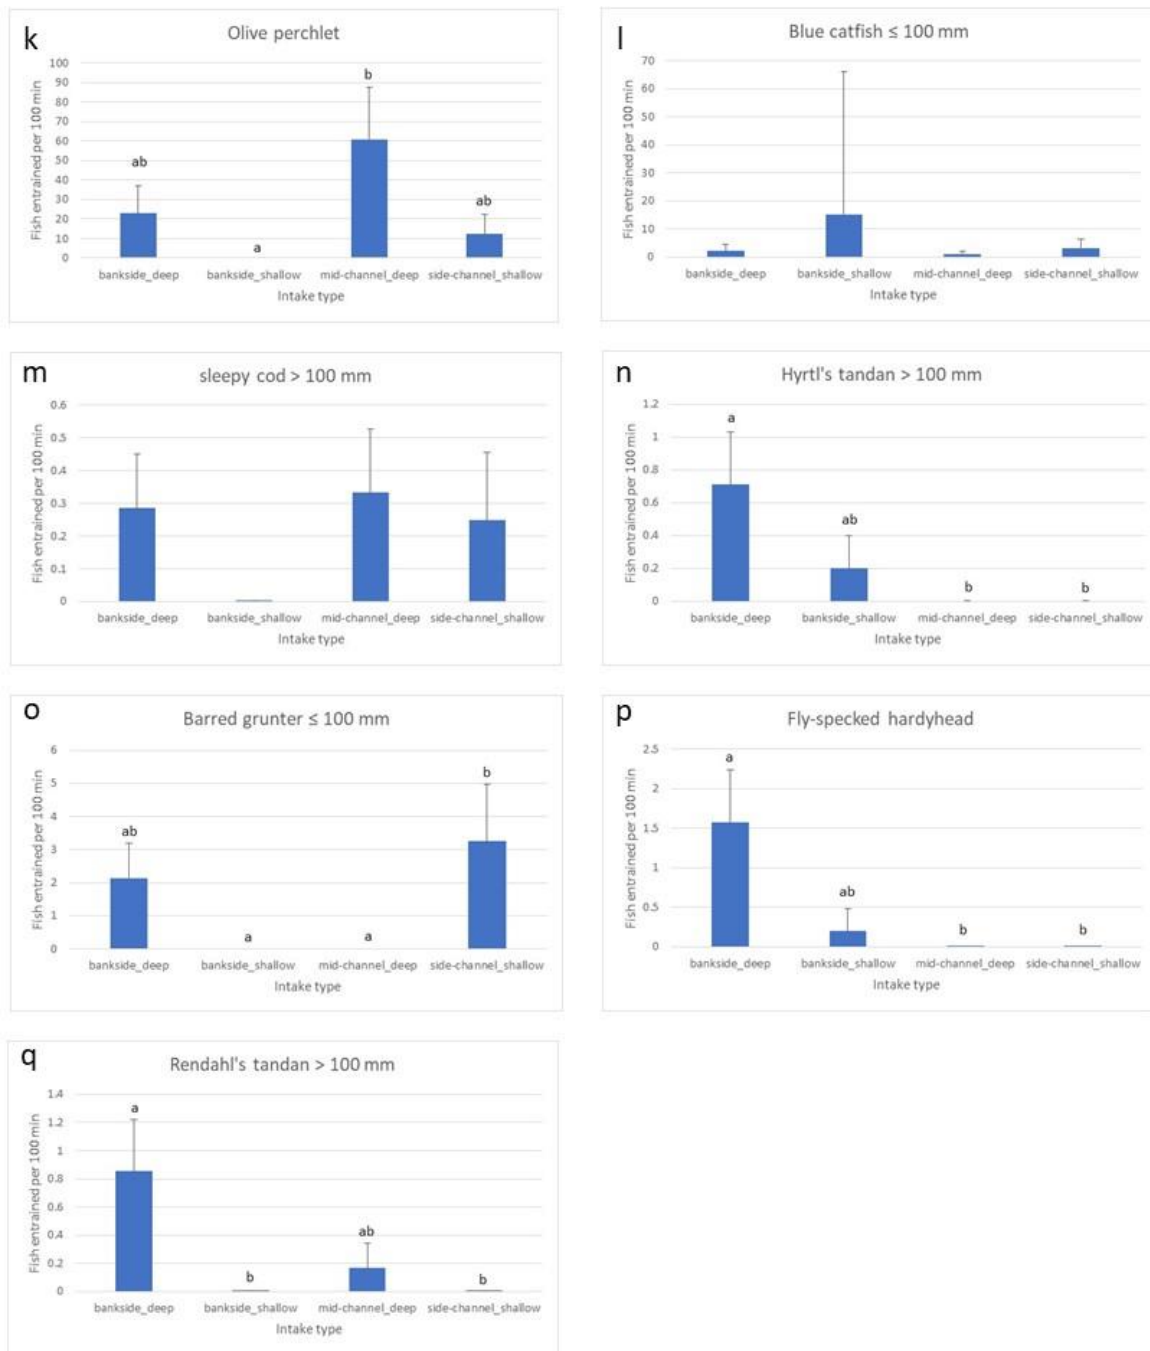 k
Olive perchlet
Fish entrained per 100 min
100
90
80
70
60
50
40
30
20
10
0
ab
a
b
ab
bankside_deep bankside_shallow mid-channel_deep side-channel_shallow
Intake type
l
Blue catfish ≤ 100 mm
Fish entrained per 100 min
70
60
50
40
30
20
10
0
bankside_deep bankside_shallow mid-channel_deep side-channel_shallow
Intake type
m
sleepy cod > 100 mm
Fish entrained per 100 min
0.6
0.5
0.4
0.3
0.2
0.1
0
bankside_deep bankside_shallow mid-channel_deep side-channel_shallow
Intake type
n
Hyrtl's tandan > 100 mm
Fish entrained per 100 min
1.2
1
0.8
0.6
0.4
0.2
0
a
ab
b
b
bankside_deep bankside_shallow mid-channel_deep side-channel_shallow
Intake type
o
Barred grunter ≤ 100 mm
Fish entrained per 100 min
6
5
4
3
2
1
0
ab
a
a
b
bankside_deep bankside_shallow mid-channel_deep side-channel_shallow
Intake type
p
Fly-specked hardyhead
Fish entrained per 100 min
2.5
2
1.5
1
0.5
0
a
ab
b
b
bankside_deep bankside_shallow mid-channel_deep side-channel_shallow
Intake type
q
Rendahl's tandan > 100 mm
Fish entrained per 100 min
1.4
1.2
1
0.8
0.6
0.4
0.2
0
a
b
ab
b
bankside_deep bankside_shallow mid-channel_deep side-channel_shallow
Intake type